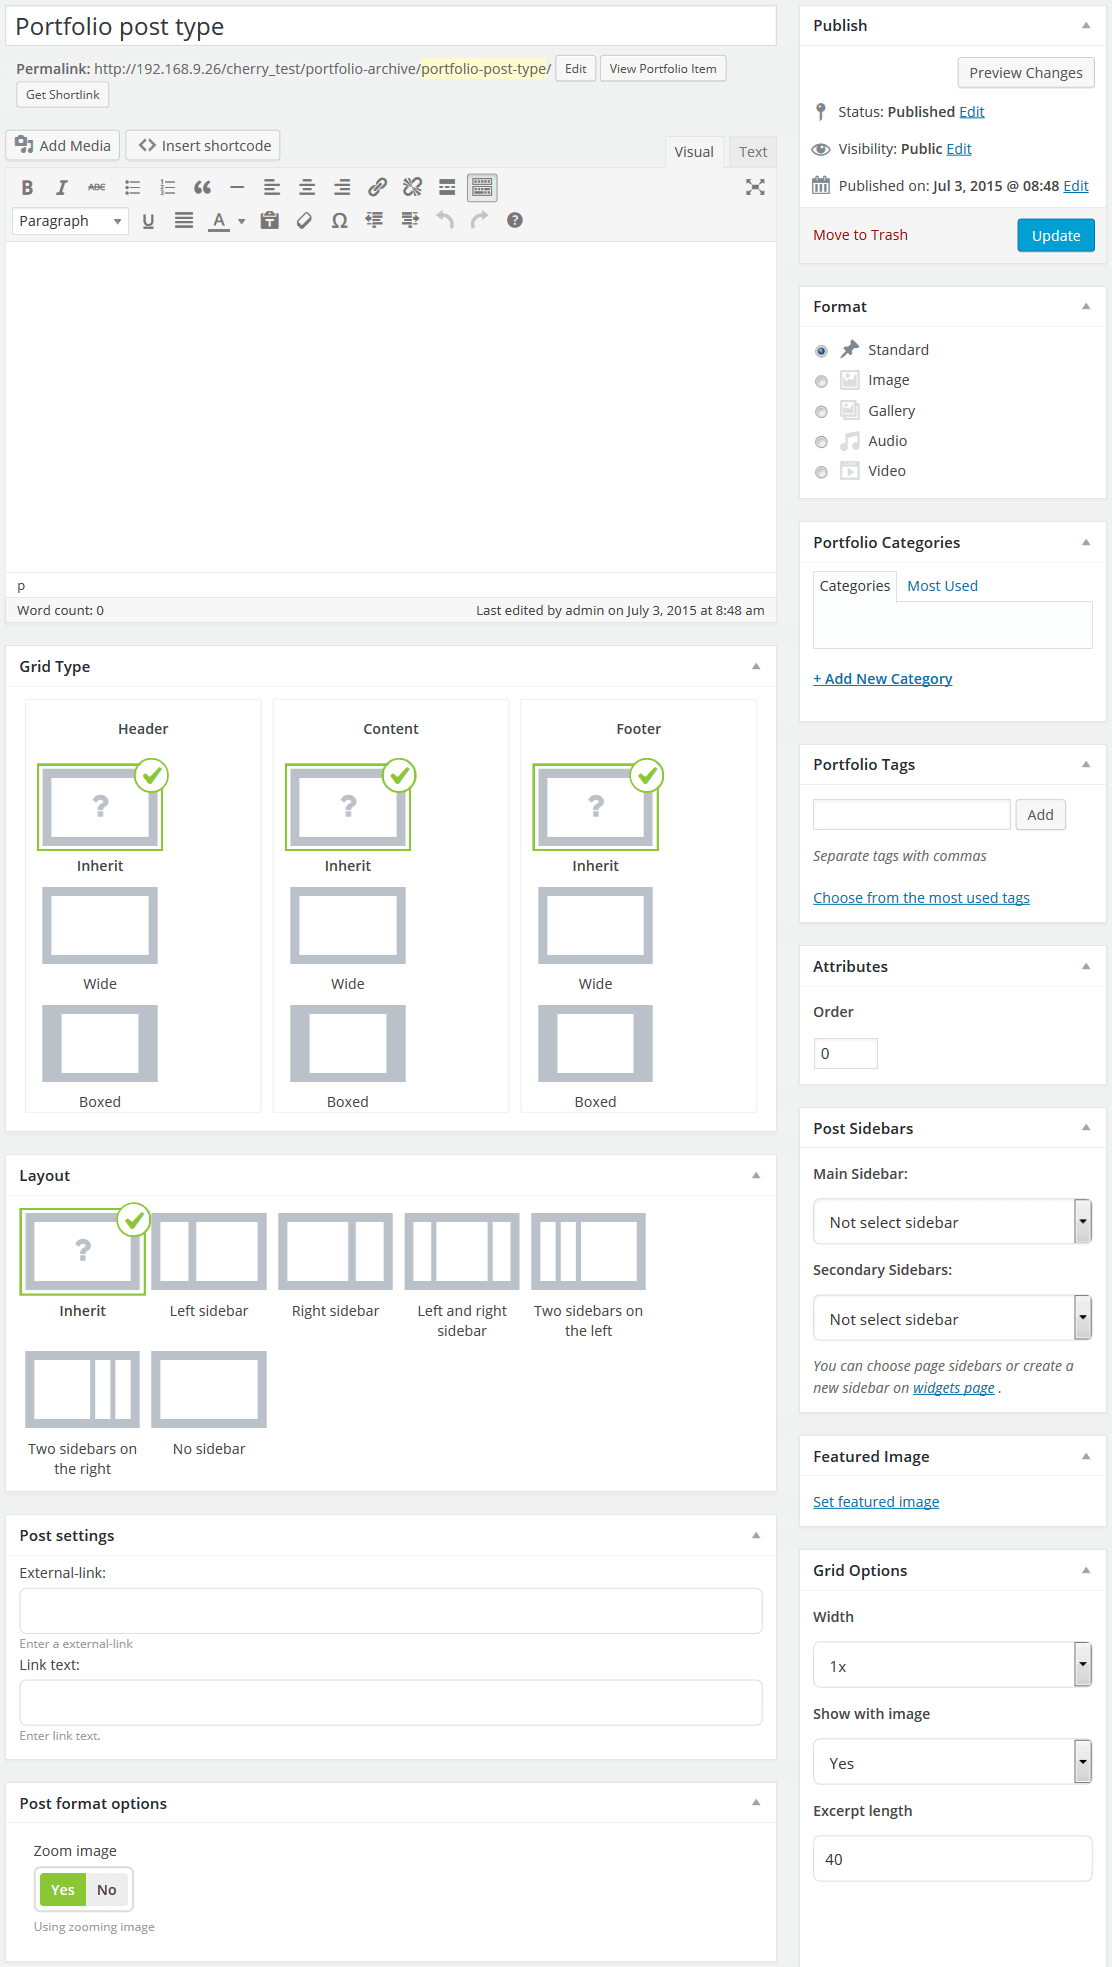 Portfolio post type
Permalink: http://192.168.9.26/cherry_test/portfolio-archive/portfolio-post-type/ Edit View Portfolio Item
Get Shortlink
Add Media Insert shortcode
Visual Text
B I ABC
Paragraph U A T Ω ?
p
Word count: 0 Last edited by admin on July 3, 2015 at 8:48 am
Grid Type
Header Content Footer
? ? ?
Inherit Inherit Inherit
Wide Wide Wide
Boxed Boxed Boxed
Layout
?
Inherit Left sidebar Right sidebar Left and right sidebar Two sidebars on the left
Two sidebars on the right No sidebar
Post settings
External-link:
Enter a external-link
Link text:
Enter link text.
Post format options
Zoom image
Yes No
Using zooming image
Publish
Preview Changes
Status: Published Edit
Visibility: Public Edit
Published on: Jul 3, 2015 @ 08:48 Edit
Move to Trash Update
Format
Standard
Image
Gallery
Audio
Video
Portfolio Categories
Categories Most Used
+ Add New Category
Portfolio Tags
Add
Separate tags with commas
Choose from the most used tags
Attributes
Order
0
Post Sidebars
Main Sidebar:
Not select sidebar
Secondary Sidebars:
Not select sidebar
You can choose page sidebars or create a
new sidebar on widgets page .
Featured Image
Set featured image
Grid Options
Width
1x
Show with image
Yes
Excerpt length
40